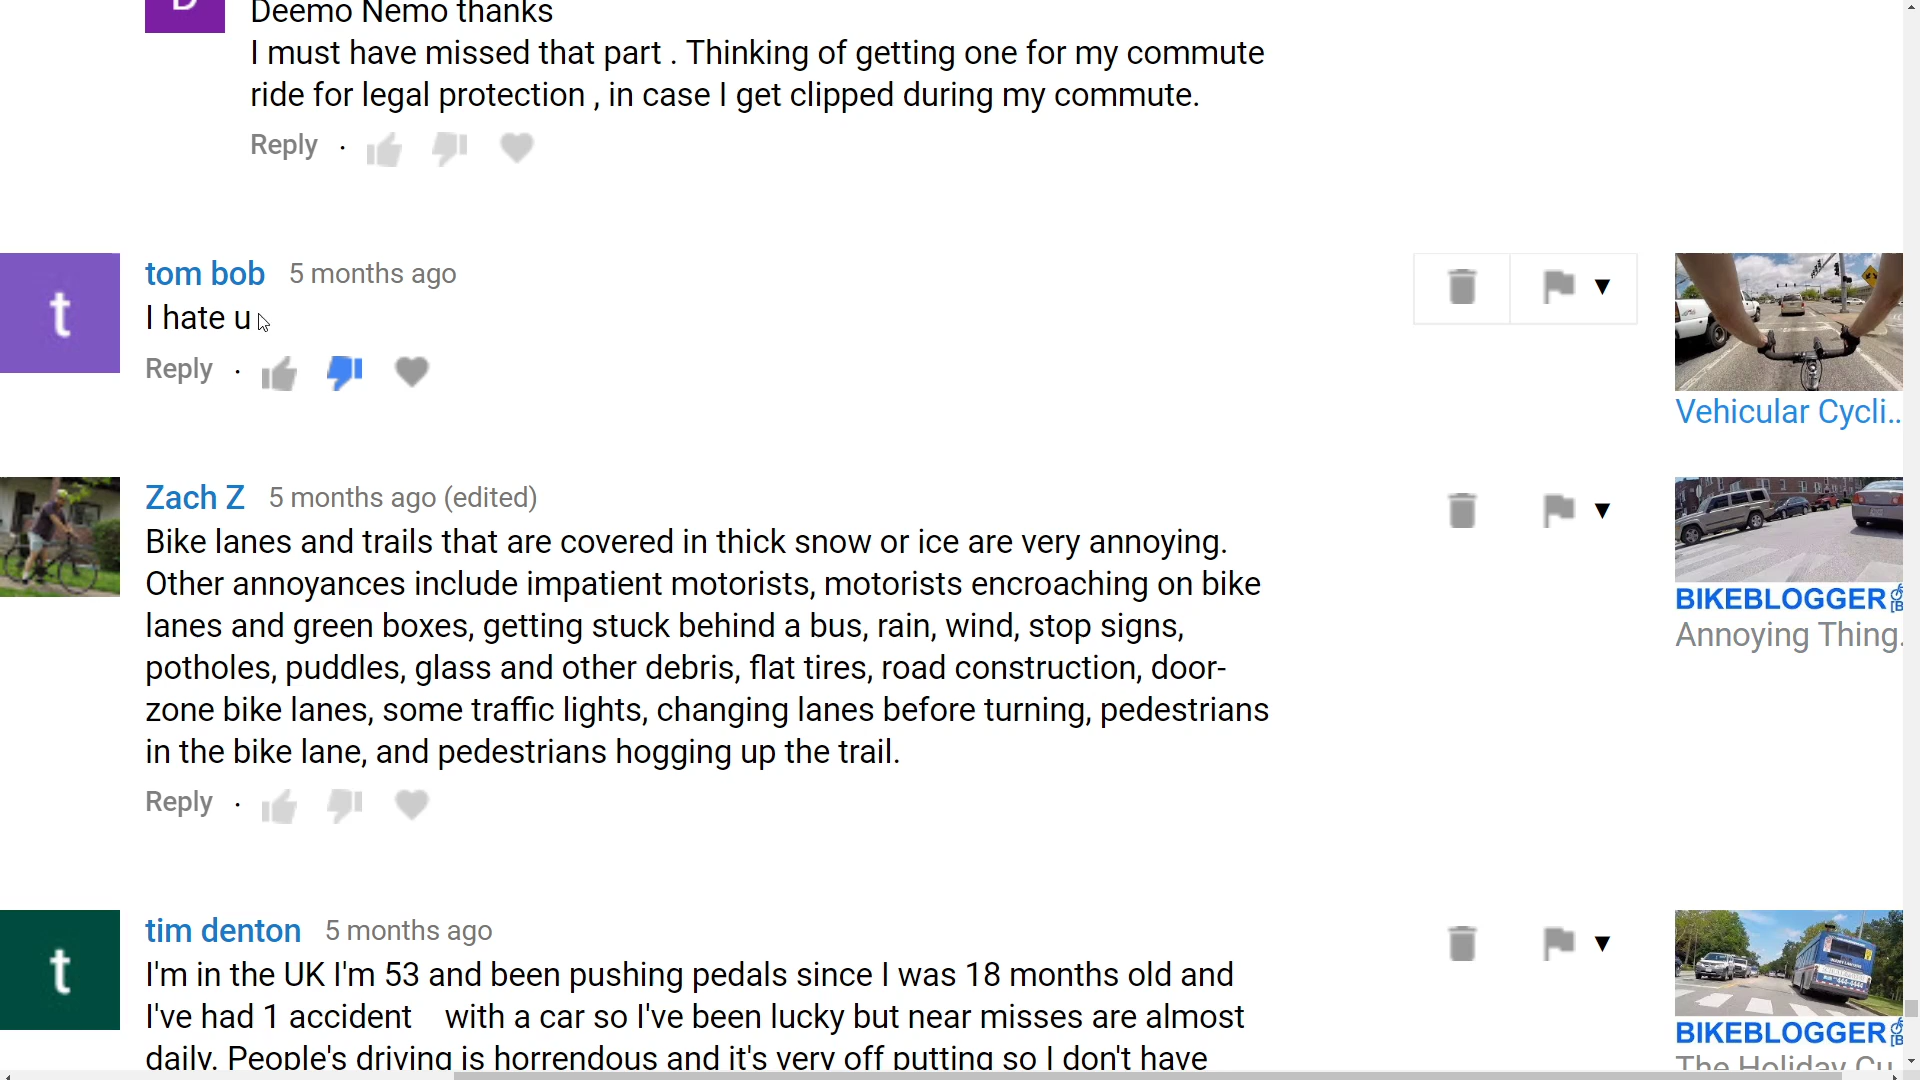 Deemo Nemo thanks
I must have missed that part . Thinking of getting one for my commute
ride for legal protection , in case I get clipped during my commute.
Reply ·
t
tom bob 5 months ago
I hate u
Reply ·
Vehicular Cycli...
Zach Z 5 months ago (edited)
Bike lanes and trails that are covered in thick snow or ice are very annoying.
Other annoyances include impatient motorists, motorists encroaching on bike
lanes and green boxes, getting stuck behind a bus, rain, wind, stop signs,
potholes, puddles, glass and other debris, flat tires, road construction, door-
zone bike lanes, some traffic lights, changing lanes before turning, pedestrians
in the bike lane, and pedestrians hogging up the trail.
Reply ·
BIKEBLOGGER
Annoying Thing.
t
tim denton 5 months ago
I'm in the UK I'm 53 and been pushing pedals since I was 18 months old and
I've had 1 accident with a car so I've been lucky but near misses are almost
daily. People's driving is horrendous and it's very off putting so I don't have
BIKEBLOGGER
The Holiday Cu